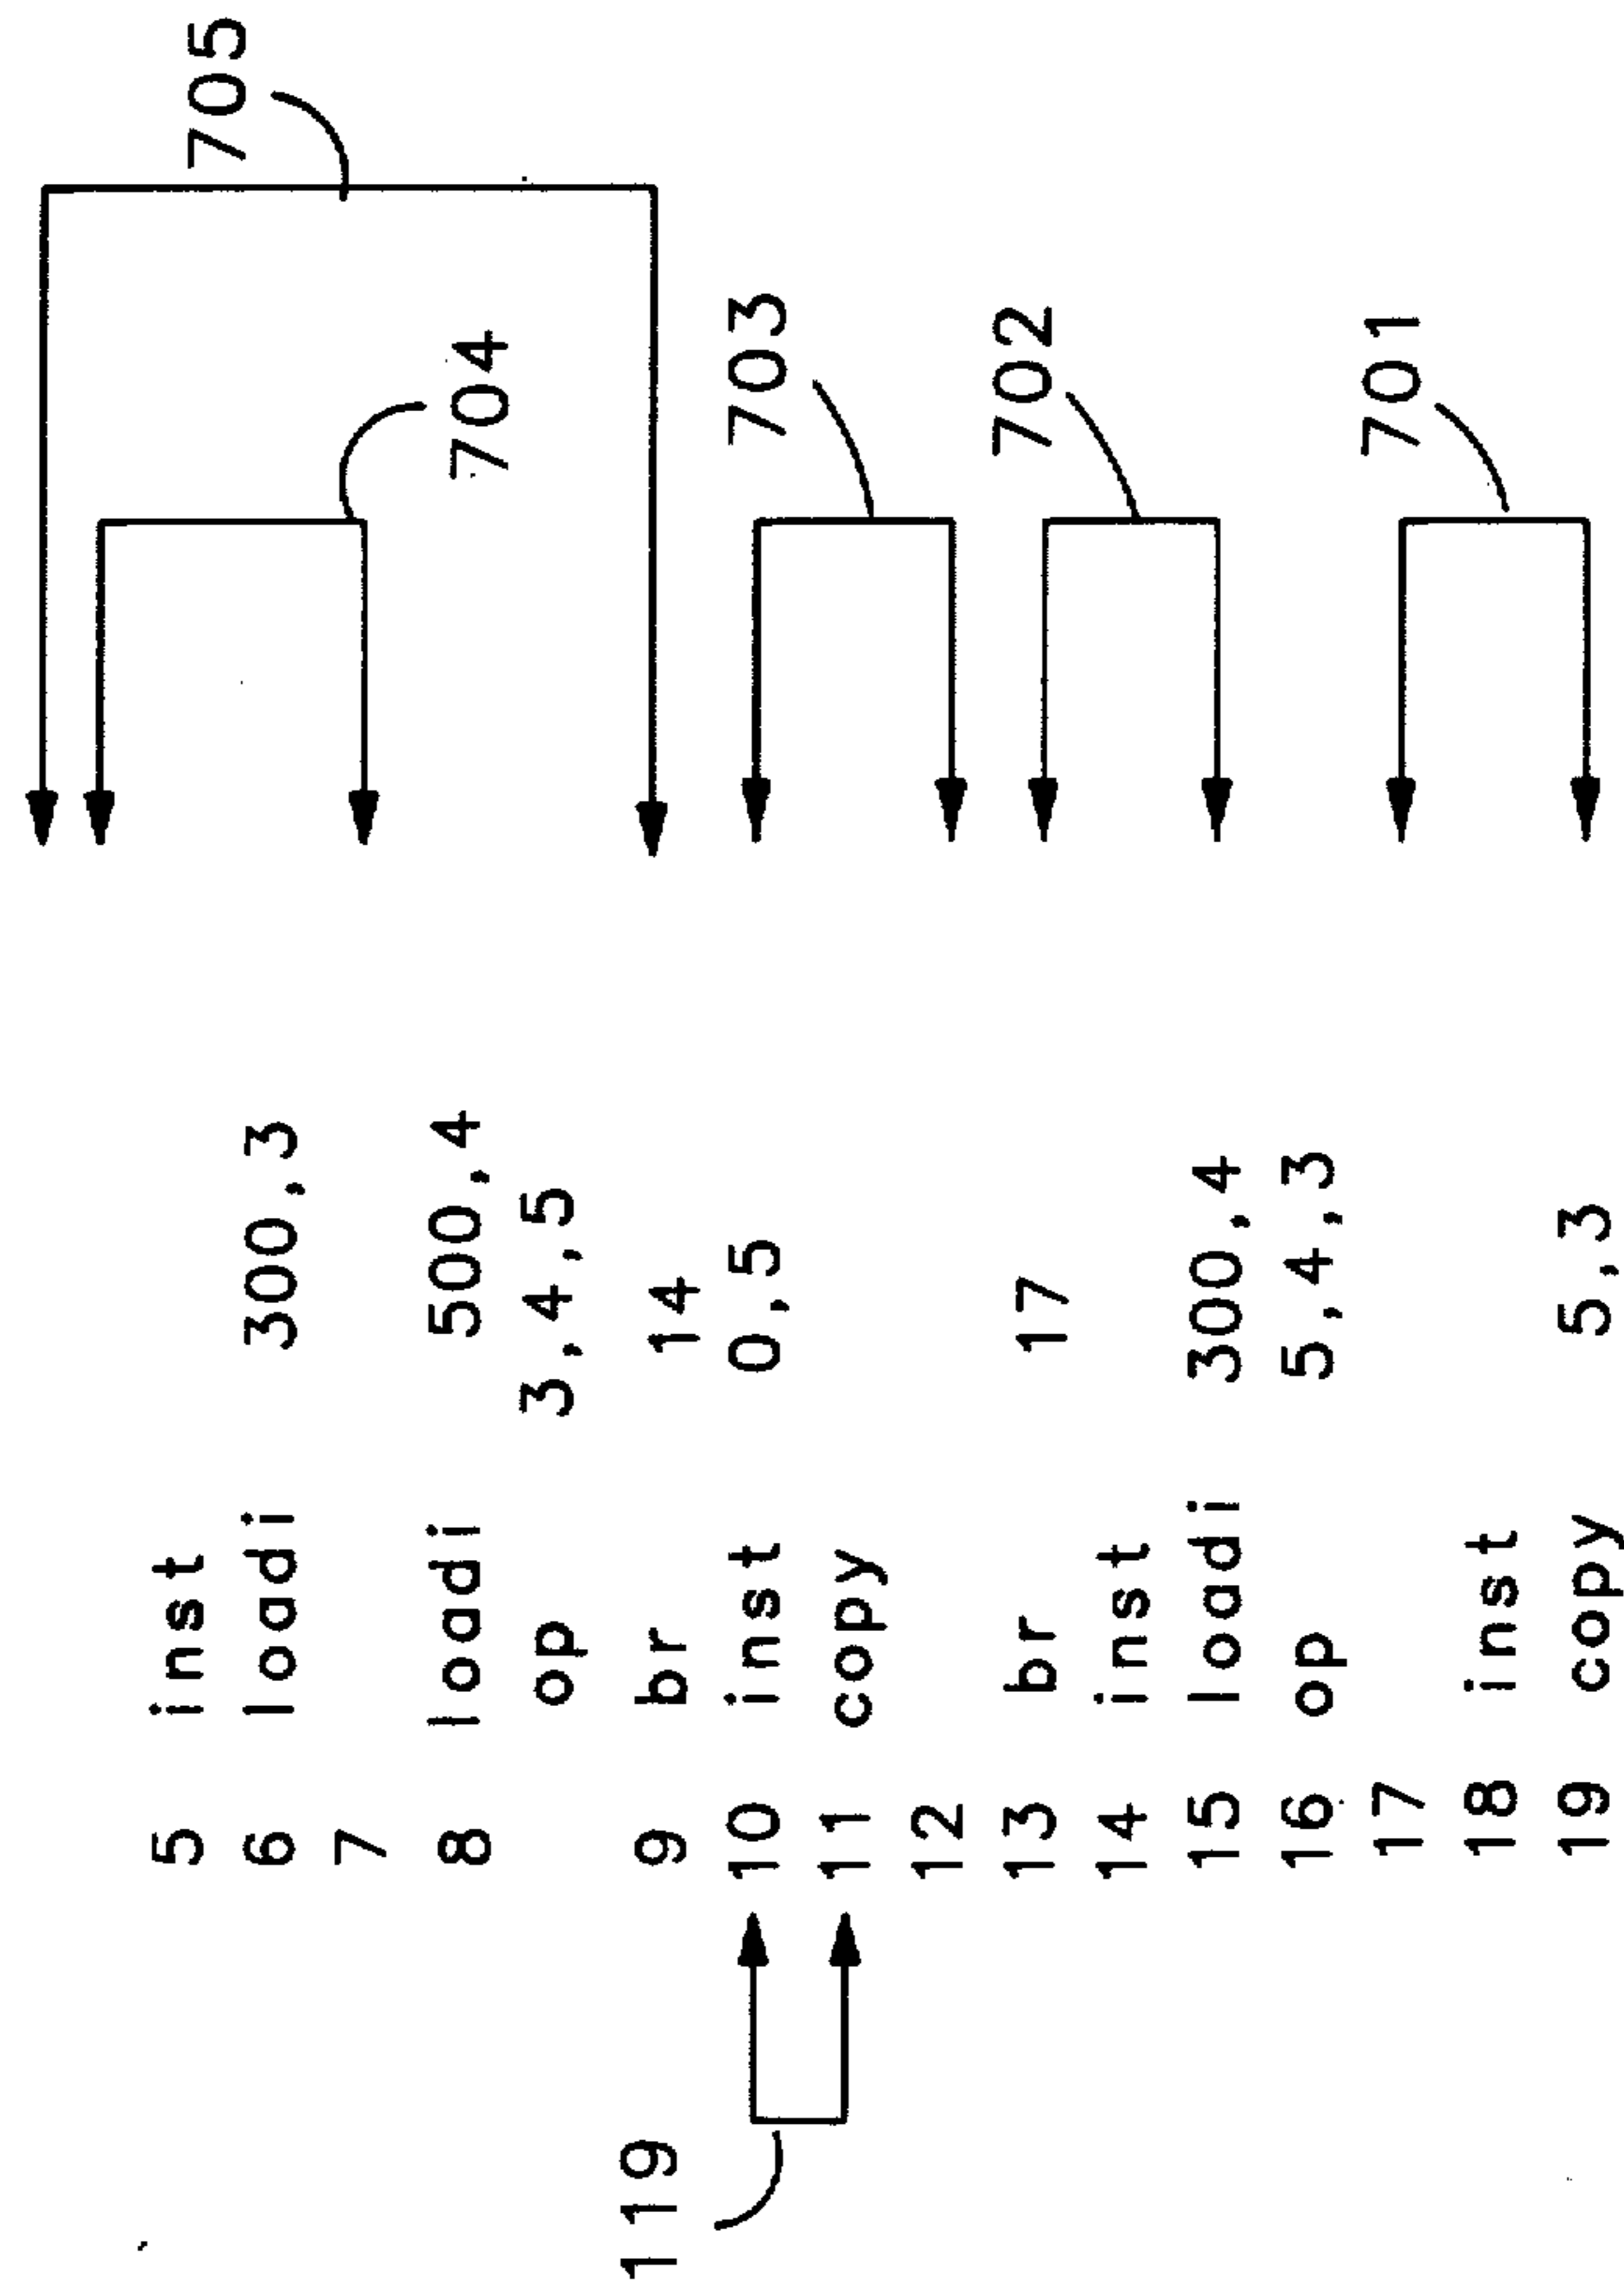 5 inst
705
6 loadi 300,3
7
8 loadi 500,4
704
op 3,4,5
119
9 br 14
10 inst 0,5
703
11 copy
12
13 br 17
702
14 inst
15 loadi 300,4
16 op 5,4,3
17
701
18 inst
19 copy 5,3